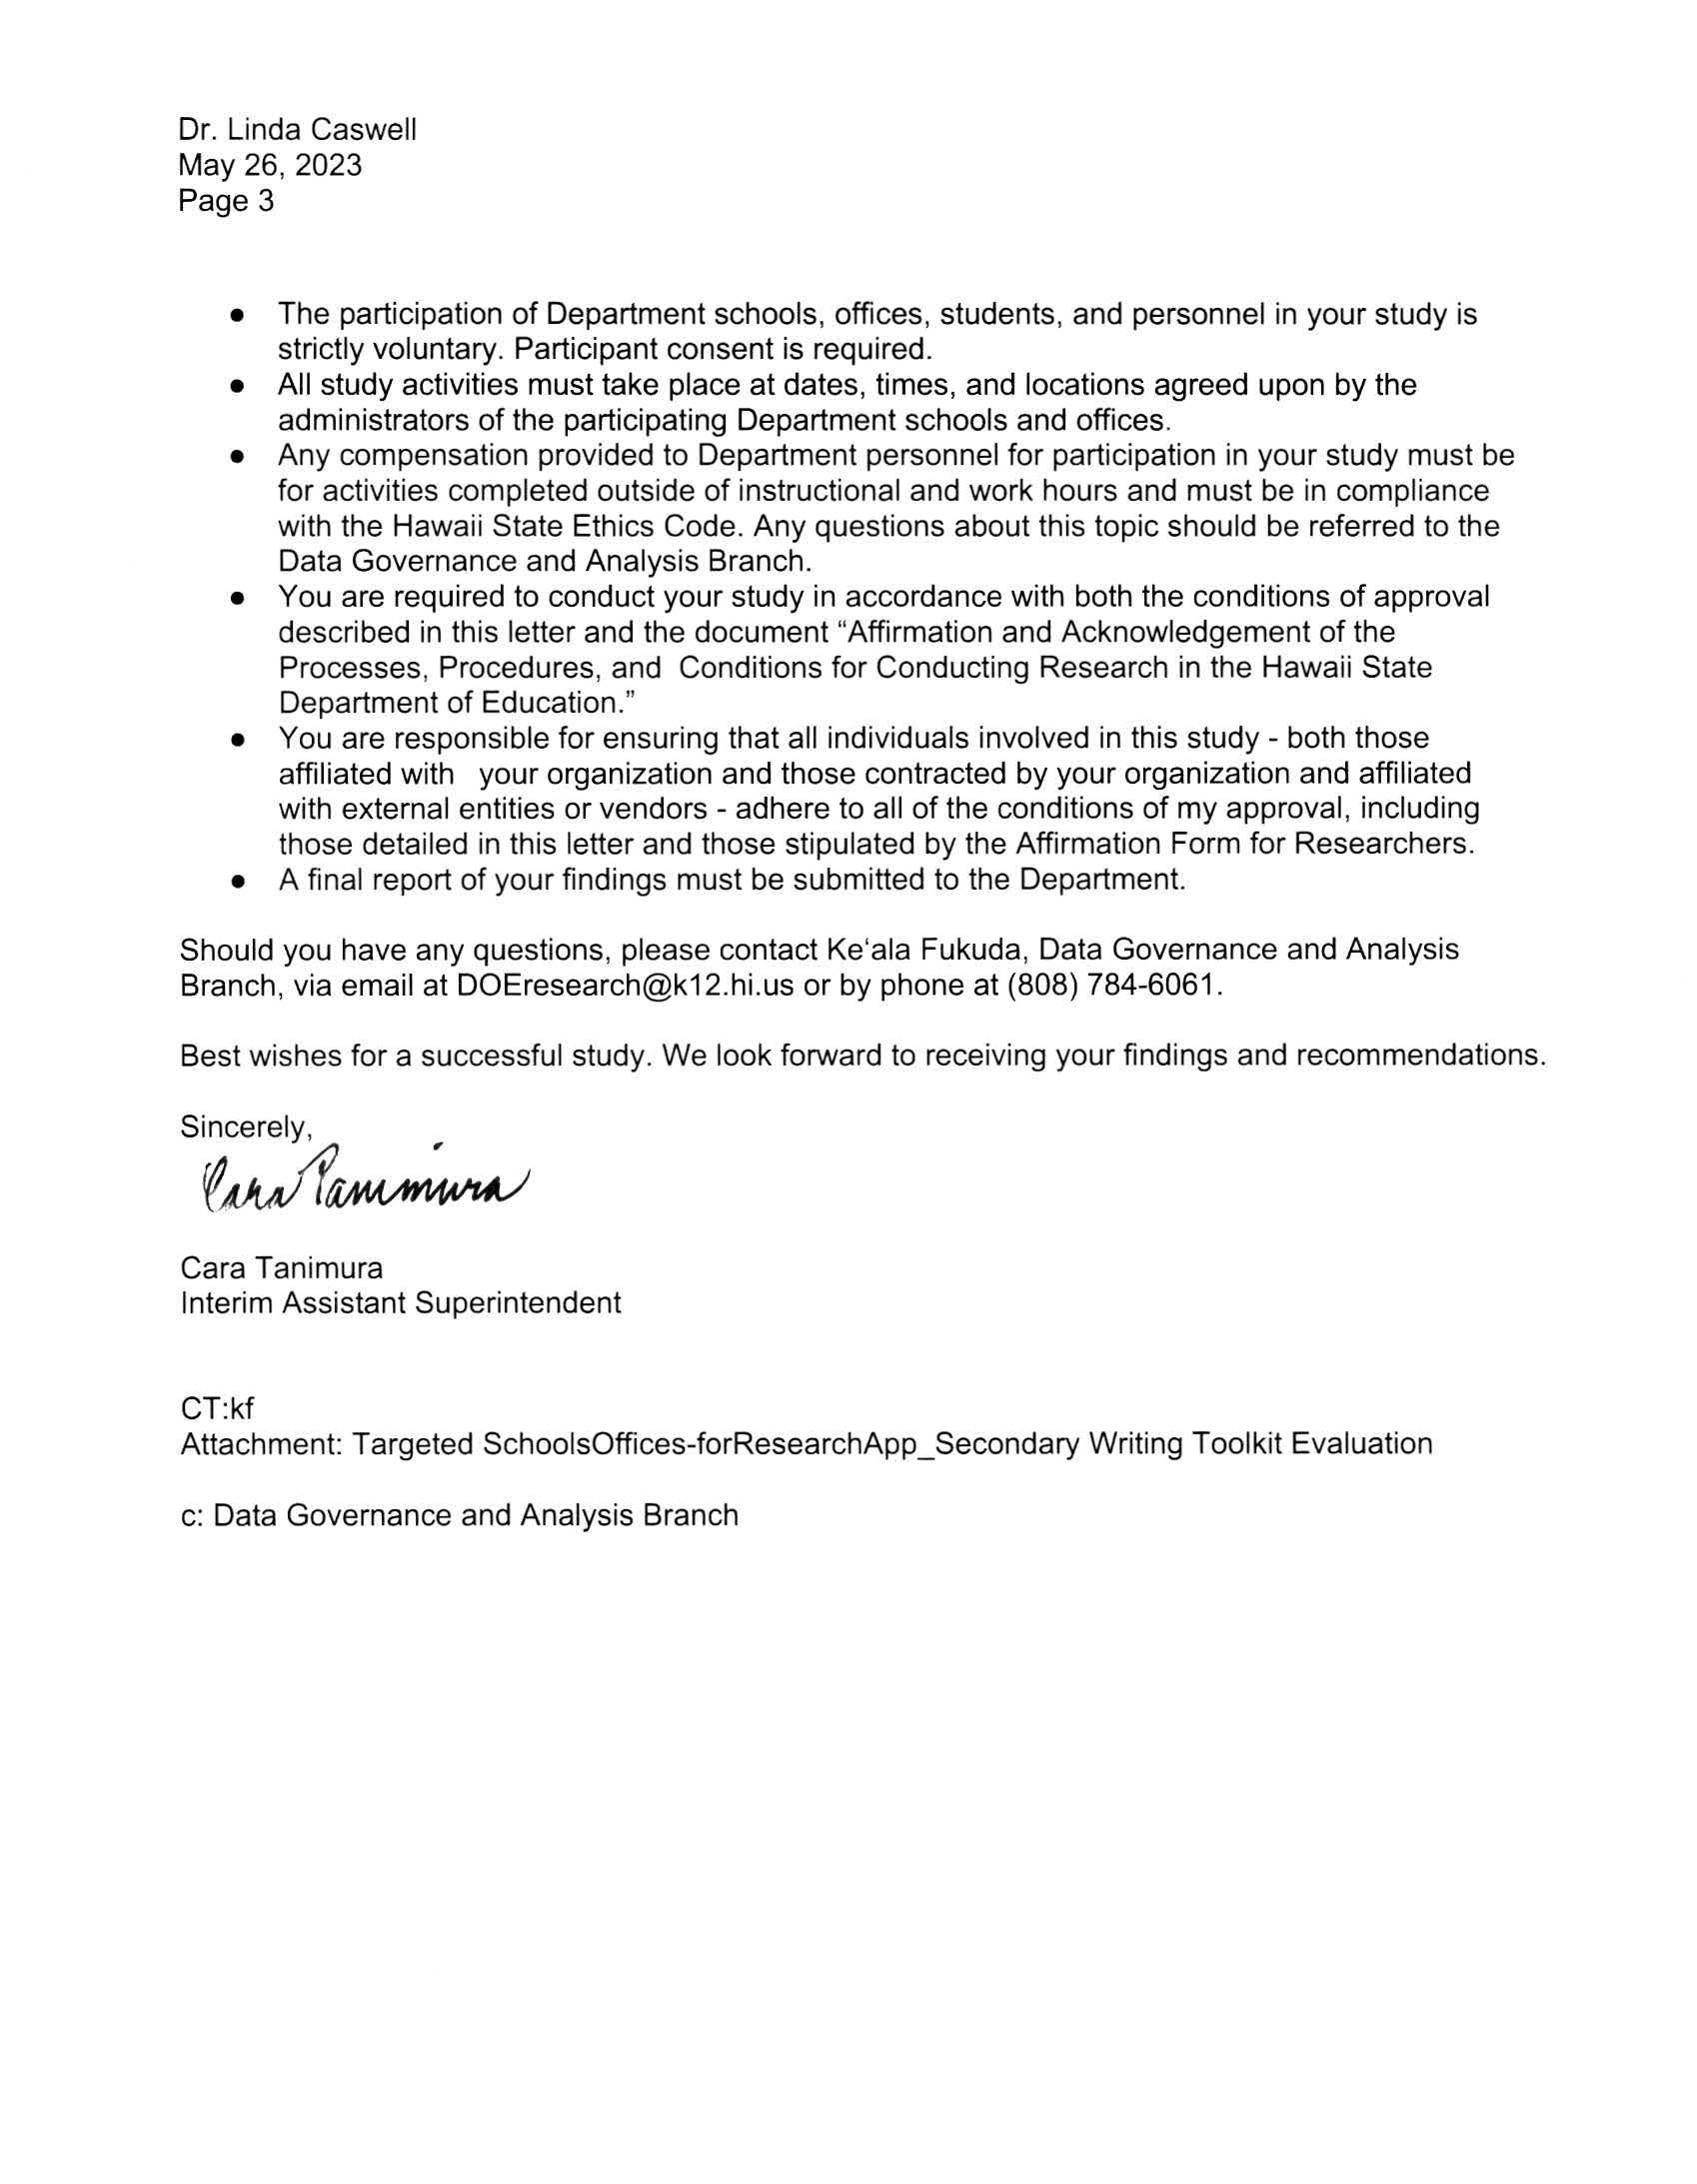 Dr. Linda Caswell
May 26, 2023
Page 3
● The participation of Department schools, offices, students, and personnel in your study is
strictly voluntary. Participant consent is required.
● All study activities must take place at dates, times, and locations agreed upon by the
administrators of the participating Department schools and offices.
● Any compensation provided to Department personnel for participation in your study must be
for activities completed outside of instructional and work hours and must be in compliance
with the Hawaii State Ethics Code. Any questions about this topic should be referred to the
Data Governance and Analysis Branch.
● You are required to conduct your study in accordance with both the conditions of approval
described in this letter and the document “Affirmation and Acknowledgement of the
Processes, Procedures, and  Conditions for Conducting Research in the Hawaii State
Department of Education.”
● You are responsible for ensuring that all individuals involved in this study - both those
affiliated with   your organization and those contracted by your organization and affiliated
with external entities or vendors - adhere to all of the conditions of my approval, including
those detailed in this letter and those stipulated by the Affirmation Form for Researchers.
● A final report of your findings must be submitted to the Department.
Should you have any questions, please contact Ke‘ala Fukuda, Data Governance and Analysis
Branch, via email at DOEresearch@k12.hi.us or by phone at (808) 784-6061.
Best wishes for a successful study. We look forward to receiving your findings and recommendations.
Sincerely,
Cara Tanimura
Cara Tanimura
Interim Assistant Superintendent
CT:kf
Attachment: Targeted SchoolsOffices-forResearchApp_Secondary Writing Toolkit Evaluation
c: Data Governance and Analysis Branch